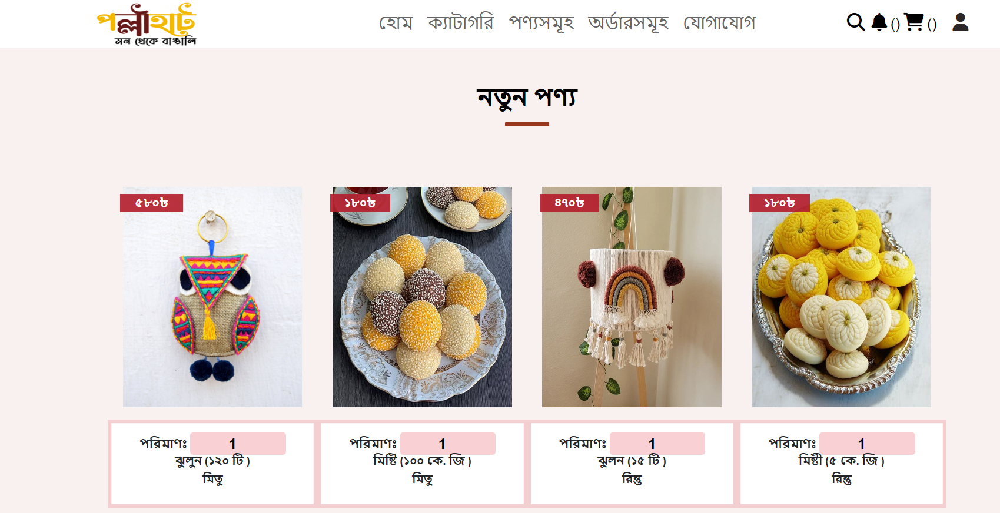 পল্লীহাট
মন থেকে বাঙালি
হোম ক্যাটাগরি পণ্যসমূহ অর্ডারসমূহ যোগাযোগ
() ()
নতুন পণ্য
৫৮০৳ ১৮০৳ ৪৭০৳ ১৮০৳
পরিমাণঃ 1 পরিমাণঃ 1 পরিমাণঃ 1 পরিমাণঃ 1
ঝুলুন (১২০ টি ) মিষ্টি (১০০ কে. জি ) ঝুলন (১৫ টি ) মিষ্টী (৫ কে. জি )
মিতু মিতু রিন্তু রিন্তু